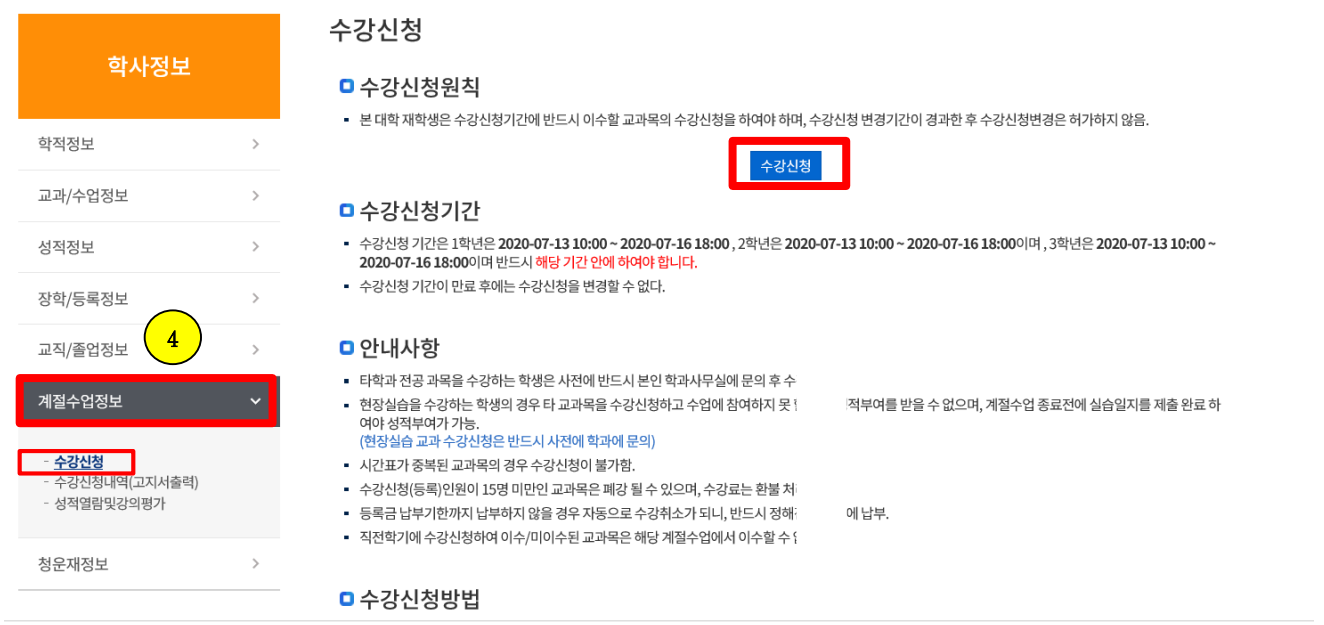 학사정보
학적정보
교과/수업정보
성적정보
장학/등록정보
교직/졸업정보
4
계절수업정보
- 수강신청
- 수강신청내역(고지서출력)
- 성적열람및강의평가
청운재정보
수강신청
수강신청원칙
본 대학 재학생은 수강신청기간에 반드시 이수할 교과목의 수강신청을 하여야 하며, 수강신청 변경기간이 경과한 후 수강신청변경은 허가하지 않음.
수강신청
수강신청기간
수강신청 기간은 1학년은 2020-07-13 10:00 ~ 2020-07-16 18:00 , 2학년은 2020-07-13 10:00 ~ 2020-07-16 18:00이며 , 3학년은 2020-07-13 10:00 ~
2020-07-16 18:00이며 반드시 해당 기간 안에 하여야 합니다.
수강신청 기간이 만료 후에는 수강신청을 변경할 수 없다.
안내사항
타학과 전공 과목을 수강하는 학생은 사전에 반드시 본인 학과사무실에 문의 후 수
현장실습을 수강하는 학생의 경우 타 교과목을 수강신청하고 수업에 참여하지 못 적부여를 받을 수 없으며, 계절수업 종료전에 실습일지를 제출 완료 하
여야 성적부여가 가능.
(현장실습 교과 수강신청은 반드시 사전에 학과에 문의)
시간표가 중복된 교과목의 경우 수강신청이 불가함.
수강신청(등록)인원이 15명 미만인 교과목은 폐강 될 수 있으며, 수강료는 환불 처
등록금 납부기한까지 납부하지 않을 경우 자동으로 수강취소가 되니, 반드시 정해 에 납부.
직전학기에 수강신청하여 이수/미이수된 교과목은 해당 계절수업에서 이수할 수
수강신청방법